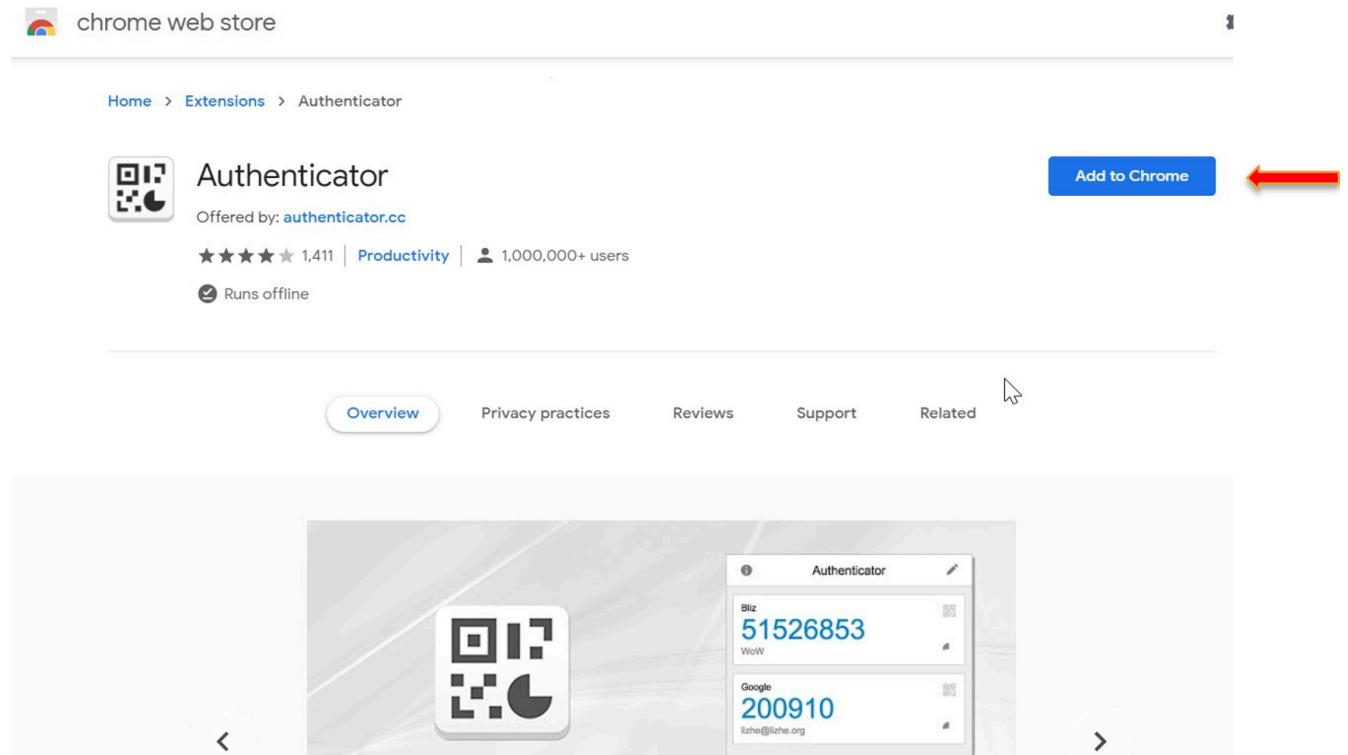 chrome web store
Home > Extensions > Authenticator
Authenticator
Add to Chrome
Offered by: authenticator.cc
1,411 | Productivity | 1,000,000+ users
Runs offline
Overview Privacy practices Reviews Support Related
Authenticator
Bliz
51526853
WoW
Google
200910
lizhe@lizhe.org